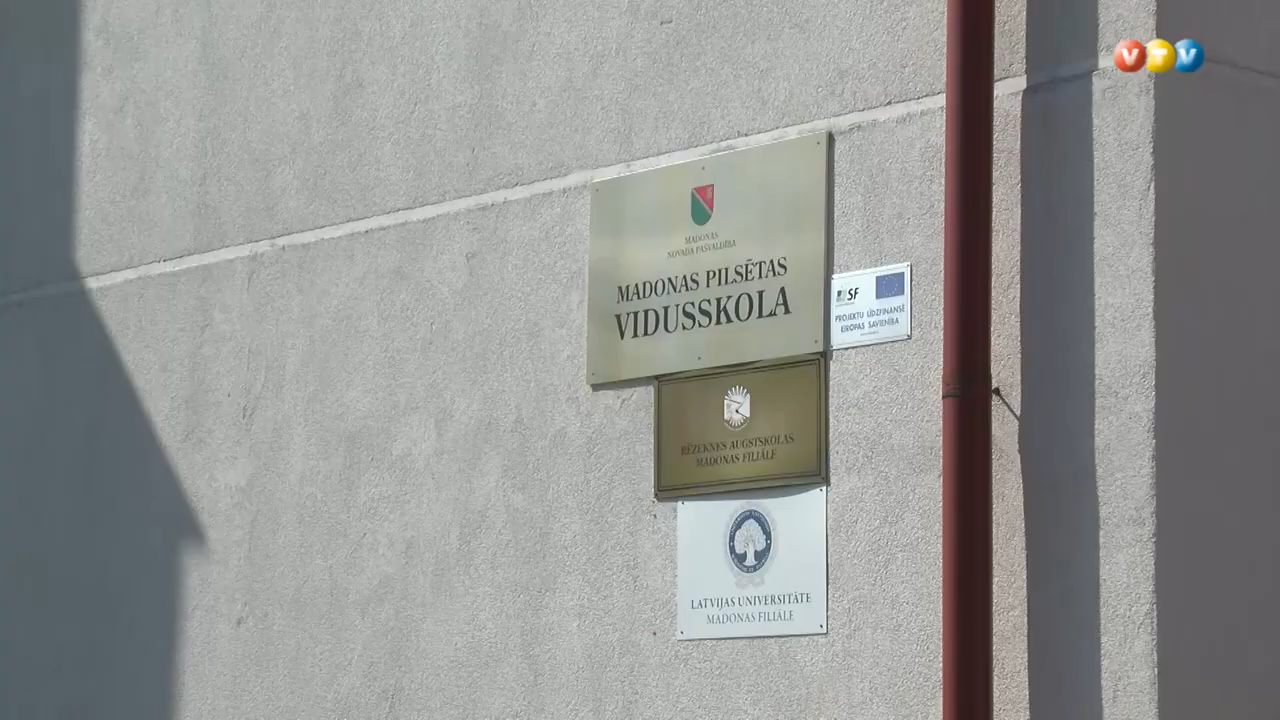 VTV
MADONAS
NOVADA PAŠVALDĪBA
MADONAS PILSĒTAS
VIDUSSKOLA
SF
PROJEKTU LĪDZFINANSĒ
EIROPAS SAVIENĪBA
RĒZEKNES AUGSTSKOLAS
MADONAS FILIĀLE
LATVIJAS UNIVERSITĀTE
MADONAS FILIĀLE